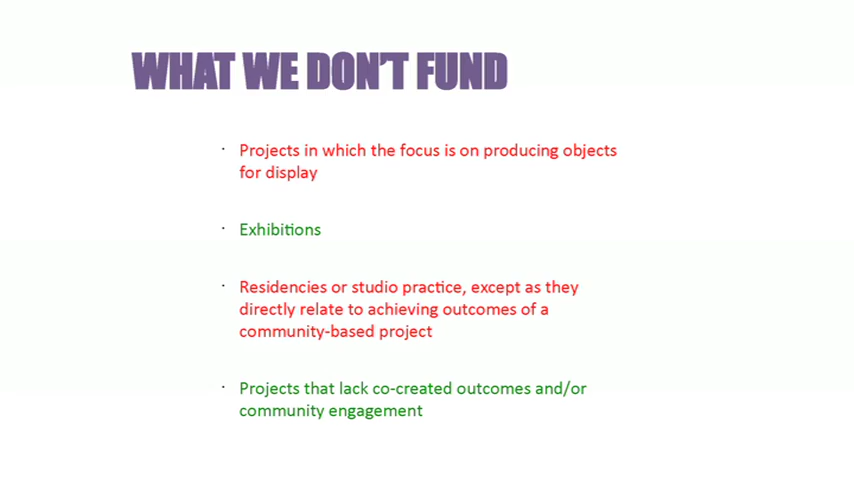 WHAT WE DON'T FUND
· Projects in which the focus is on producing objects
for display
· Exhibitions
· Residencies or studio practice, except as they
directly relate to achieving outcomes of a
community-based project
· Projects that lack co-created outcomes and/or
community engagement